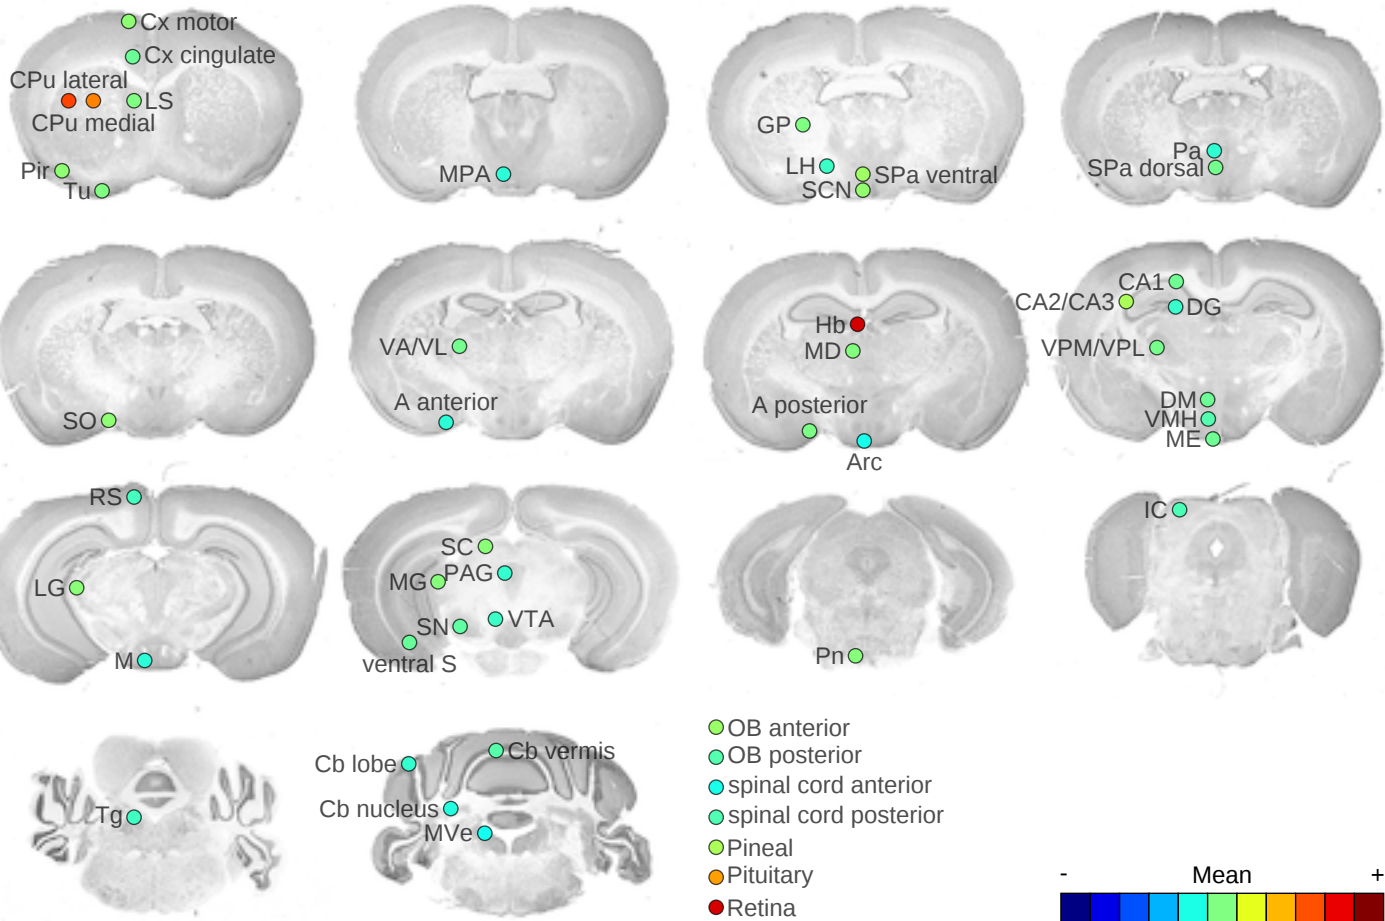 Cx motor
Cx cingulate
CPu lateral
LS
CPu medial
Pir
Tu
MPA
GP
LH
SPa ventral
SCN
Pa
SPa dorsal
SO
VA/VL
A anterior
Hb
MD
A posterior
Arc
CA1
CA2/CA3
DG
VPM/VPL
DM
VMH
ME
RS
LG
M
SC
PAG
MG
VTA
SN
ventral S
Pn
IC
Tg
Cb vermis
Cb lobe
Cb nucleus
MVe
OB anterior
OB posterior
spinal cord anterior
spinal cord posterior
Pineal
Pituitary
Retina
- Mean +